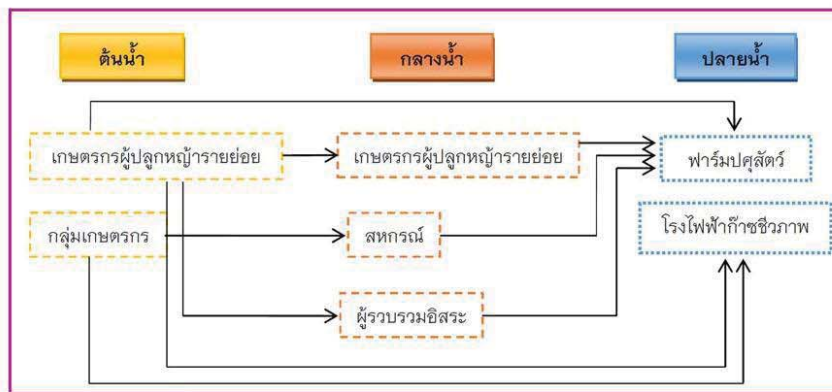 ต้นน้ำ
กลางน้ำ
ปลายน้ำ
เกษตรกรผู้ปลูกหญ้ารายย่อย
เกษตรกรผู้ปลูกหญ้ารายย่อย
ฟาร์มปศุสัตว์
กลุ่มเกษตรกร
สหกรณ์
โรงไฟฟ้าก๊าซชีวภาพ
ผู้รวบรวมอิสระ